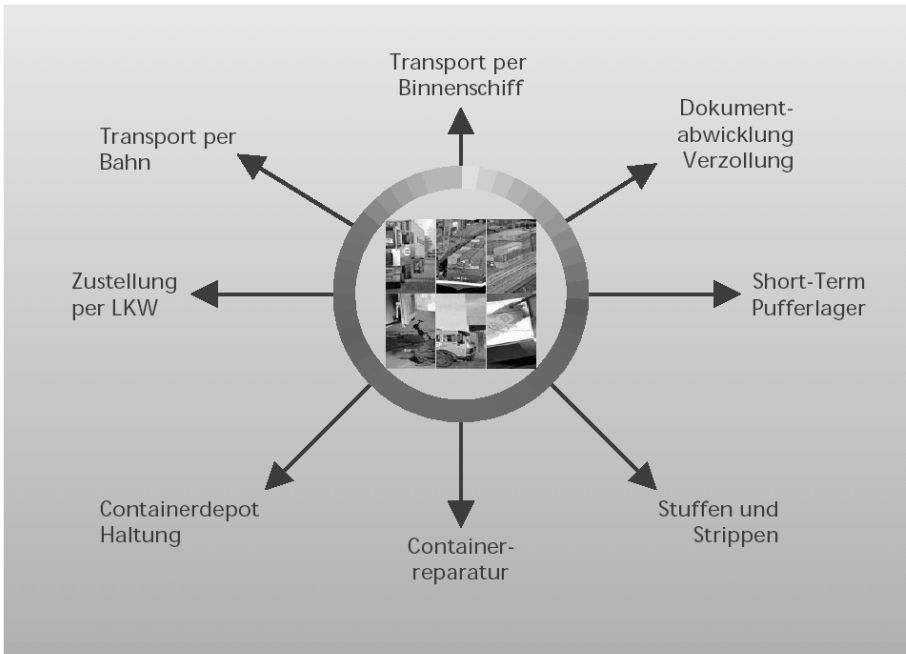 Transport per
Binnenschiff
Dokument-
abwicklung
Verzollung
Transport per
Bahn
Zustellung
per LKW
Short-Term
Pufferlager
Containerdepot
Haltung
Container-
reparatur
Stuffen und
Strippen